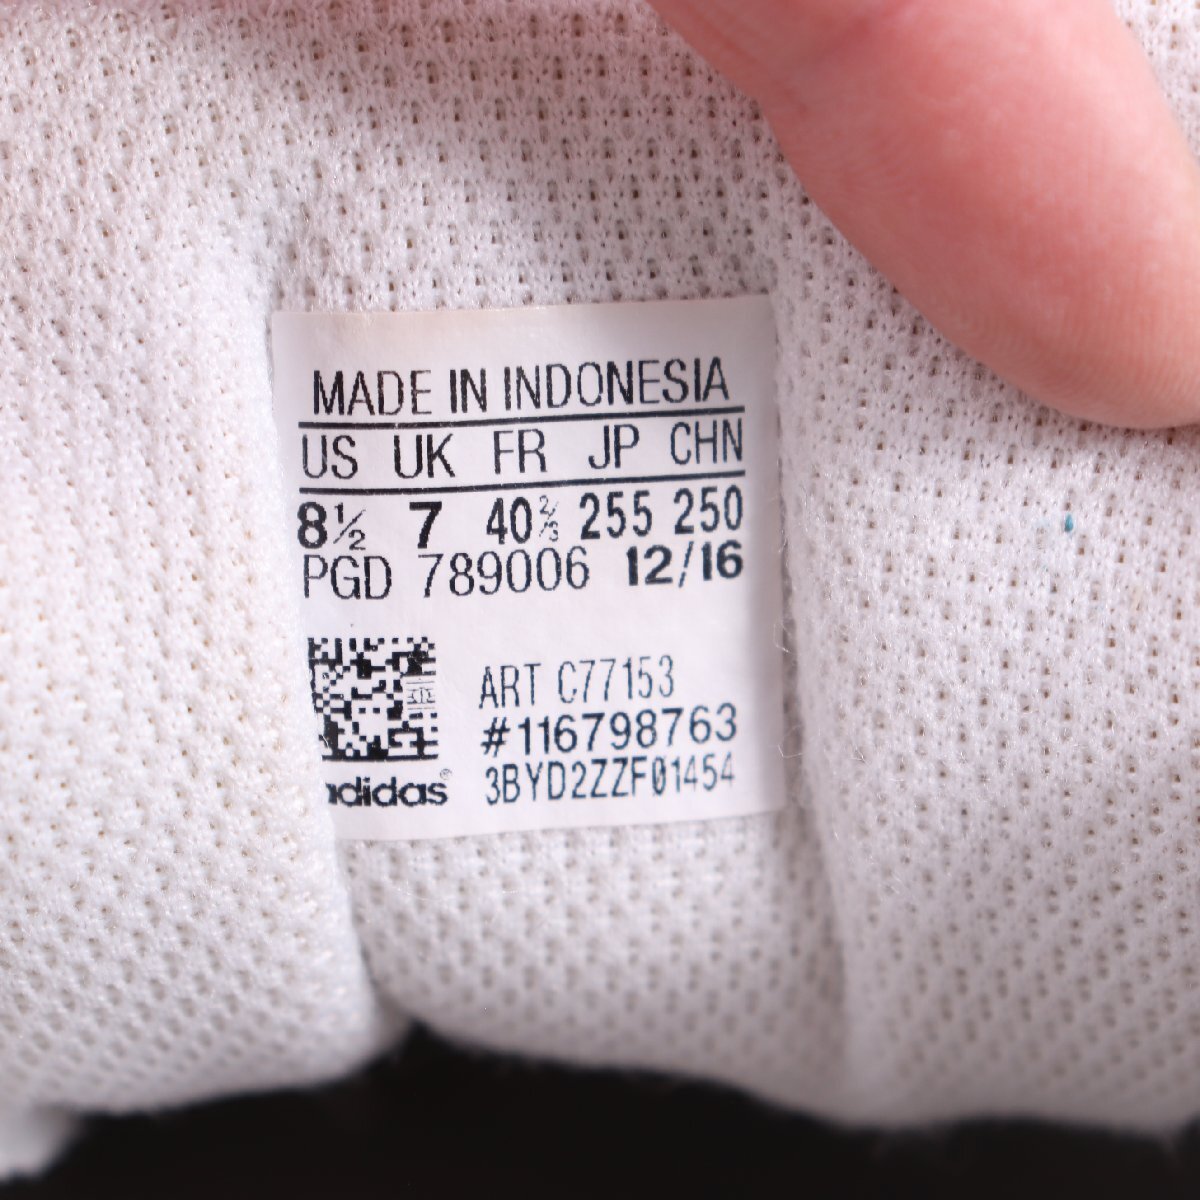 MADE IN INDONESIA
US UK FR JP CHN
8½ 7 40⅔ 255 250
PGD 789006 12/16
ART C77153
#116798763
3BYD2ZZF01454
adidas®